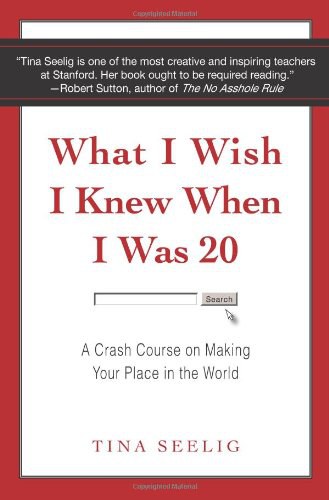 “Tina Seelig is one of the most creative and inspiring teachers
at Stanford. Her book ought to be required reading.”
—Robert Sutton, author of The No Asshole Rule
What I Wish
I Knew When
I Was 20
Search
A Crash Course on Making
Your Place in the World
TINA SEELIG